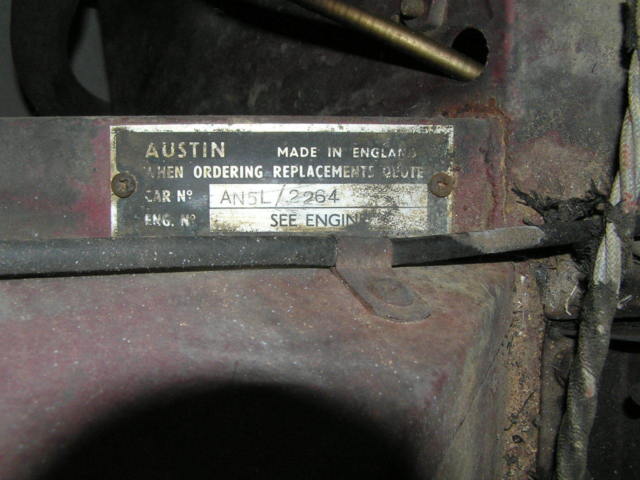 AUSTIN MADE IN ENGLAND
WHEN ORDERING REPLACEMENTS QUOTE
CAR Nº AN5L/2264
ENG. Nº SEE ENGINE